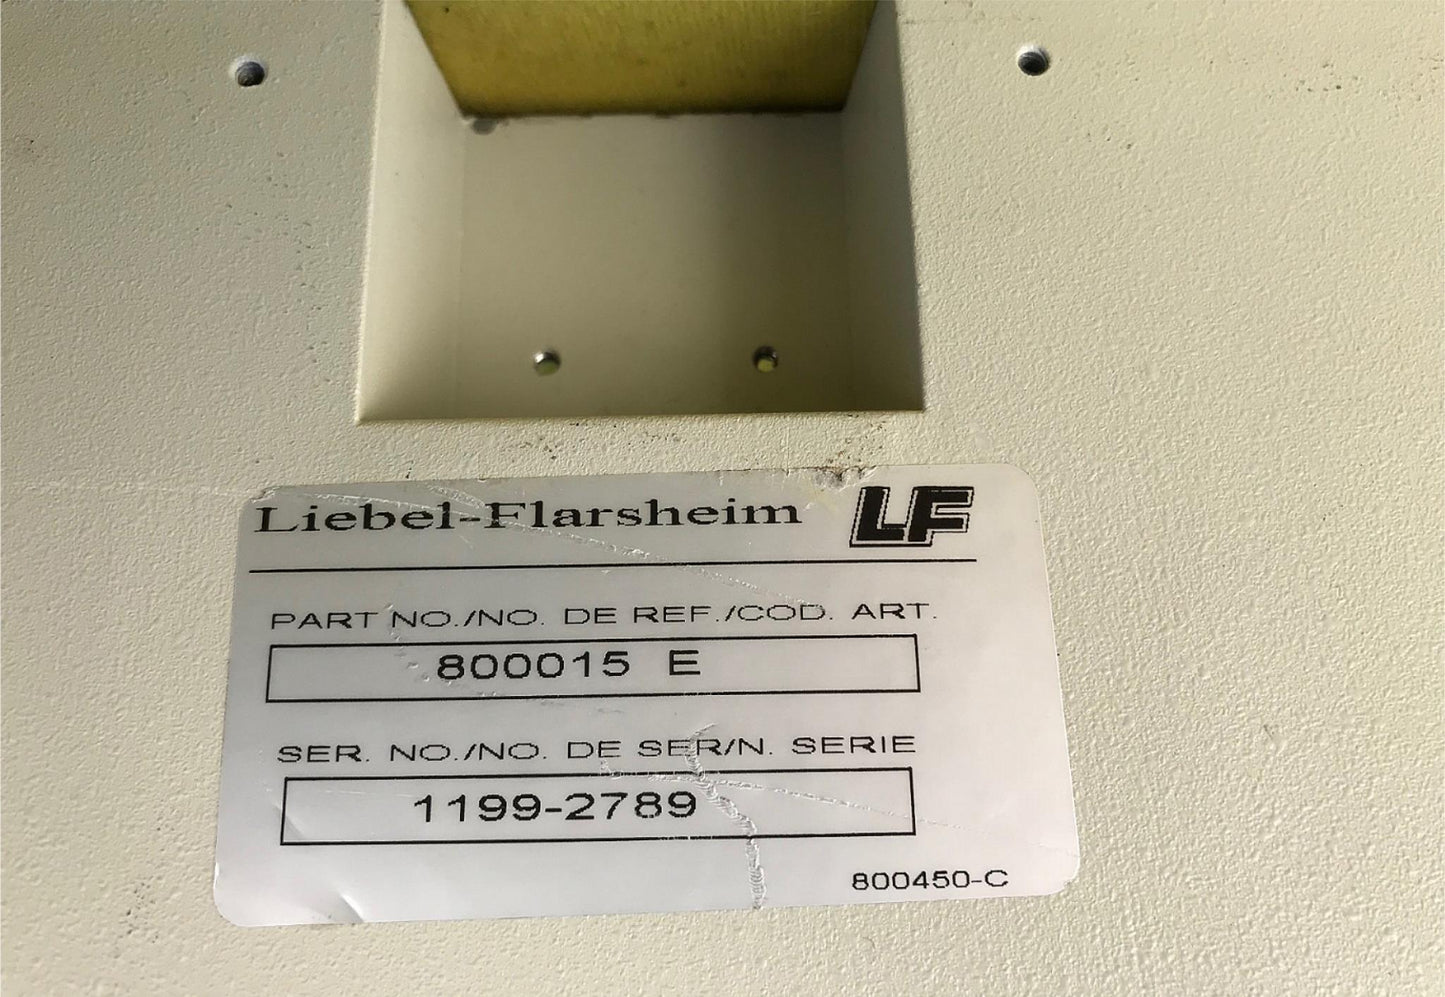 Liebel-Flarsheim LF
PART NO./NO. DE REF./COD. ART.
800015 E
SER. NO./NO. DE SER/N. SERIE
1199-2789
800450-C